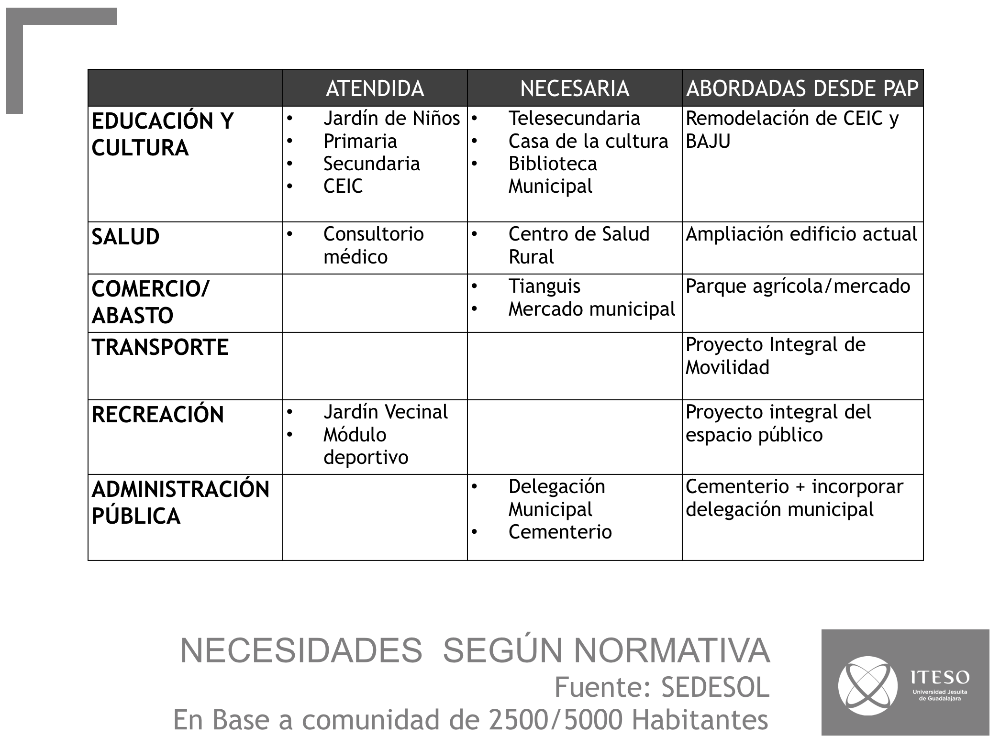 ATENDIDA NECESARIA ABORDADAS DESDE PAP
EDUCACIÓN Y
CULTURA
• Jardín de Niños
• Primaria
• Secundaria
• CEIC
• Telesecundaria
• Casa de la cultura
• Biblioteca
Municipal
Remodelación de CEIC y
BAJU
SALUD
• Consultorio
médico
• Centro de Salud
Rural
Ampliación edificio actual
COMERCIO/
ABASTO
• Tianguis
• Mercado municipal
Parque agrícola/mercado
TRANSPORTE
Proyecto Integral de
Movilidad
RECREACIÓN
• Jardín Vecinal
• Módulo
deportivo
Proyecto integral del
espacio público
ADMINISTRACIÓN
PÚBLICA
• Delegación
Municipal
• Cementerio
Cementerio + incorporar
delegación municipal
NECESIDADES SEGÚN NORMATIVA
Fuente: SEDESOL
En Base a comunidad de 2500/5000 Habitantes
ITESO
Universidad Jesuita
de Guadalajara